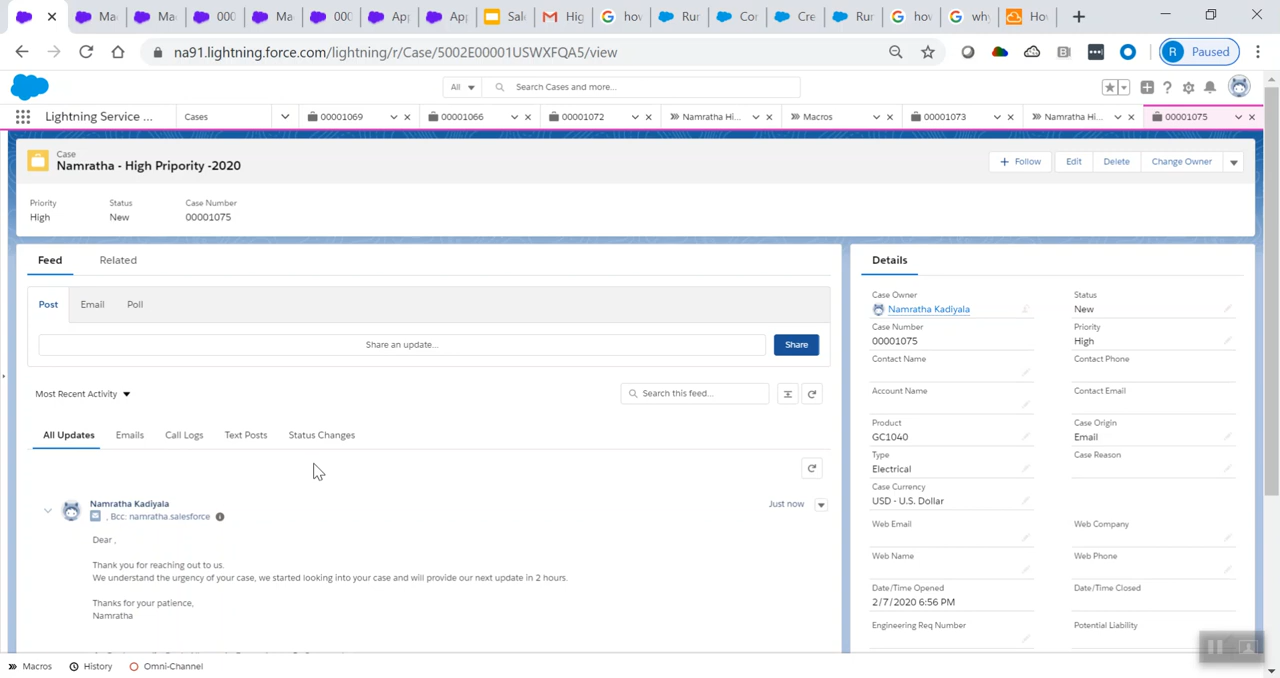 Mac
Mac
000
Ma
000
App
App
Sale
Hig
hov
Rur
Cor
Cre
Rur
hov
why
Hov
na91.lightning.force.com/lightning/r/Case/5002E00001USWXFQA5/view
R Paused
All Search Cases and more...
Lightning Service ... Cases 00001069 00001066 00001072 Namratha Hi... Macros 00001073 Namratha Hi... 00001075
Case
Namratha - High Pripority -2020
+ Follow Edit Delete Change Owner
Priority Status Case Number
High New 00001075
Feed Related
Post Email Poll
Share an update... Share
Most Recent Activity Search this feed...
All Updates Emails Call Logs Text Posts Status Changes
Namratha Kadiyala Just now
, Bcc: namratha.salesforce
Dear ,
Thank you for reaching out to us.
We understand the urgency of your case, we started looking into your case and will provide our next update in 2 hours.
Thanks for your patience,
Namratha
Details
Case Owner Status
Namratha Kadiyala New
Case Number Priority
00001075 High
Contact Name Contact Phone
Account Name Contact Email
Product Case Origin
GC1040 Email
Type Case Reason
Electrical
Case Currency
USD - U.S. Dollar
Web Email Web Company
Web Name Web Phone
Date/Time Opened Date/Time Closed
2/7/2020 6:56 PM
Engineering Req Number Potential Liability
Macros History Omni-Channel